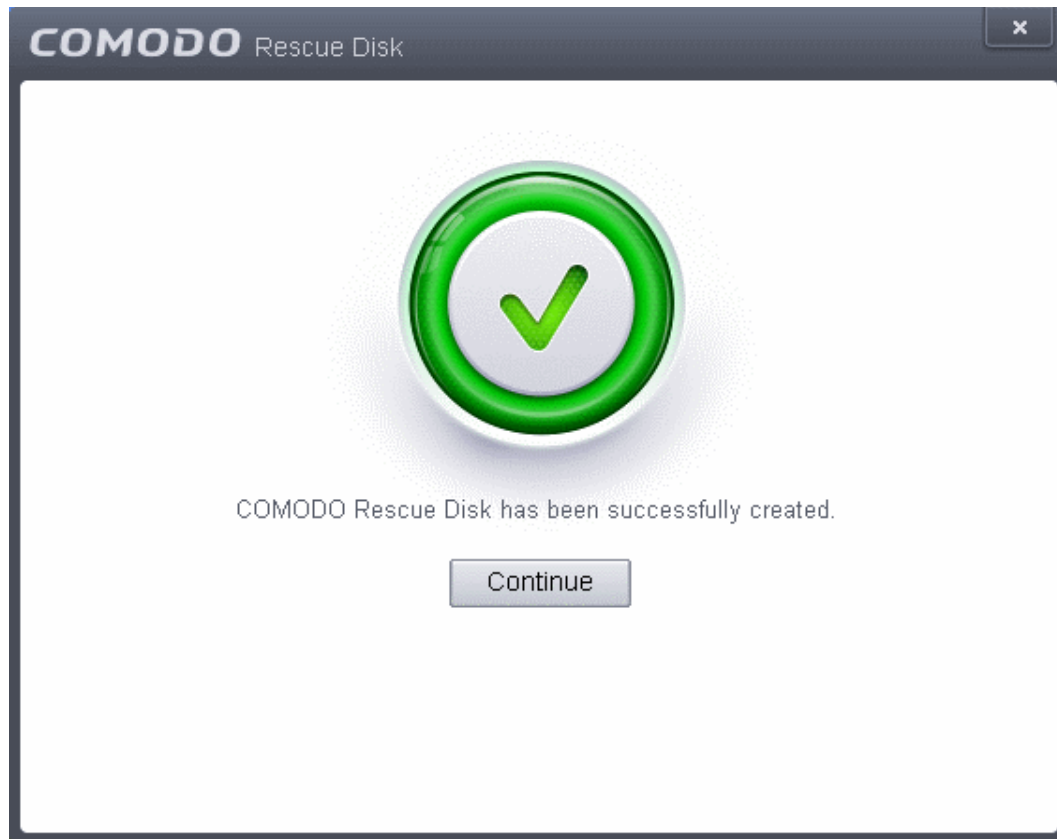 COMODO Rescue Disk
COMODO Rescue Disk has been successfully created.
Continue